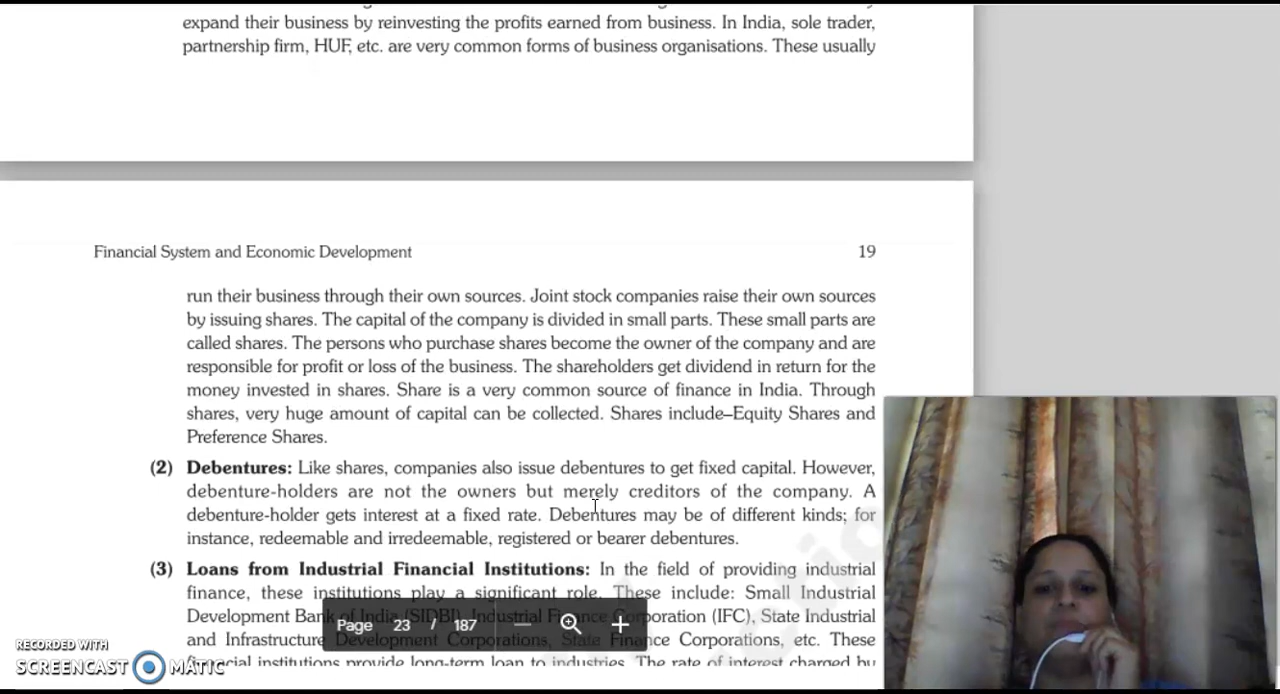 expand their business by reinvesting the profits earned from business. In India, sole trader,
partnership firm, HUF, etc. are very common forms of business organisations. These usually
Financial System and Economic Development 19
run their business through their own sources. Joint stock companies raise their own sources
by issuing shares. The capital of the company is divided in small parts. These small parts are
called shares. The persons who purchase shares become the owner of the company and are
responsible for profit or loss of the business. The shareholders get dividend in return for the
money invested in shares. Share is a very common source of finance in India. Through
shares, very huge amount of capital can be collected. Shares include–Equity Shares and
Preference Shares.
(2) Debentures: Like shares, companies also issue debentures to get fixed capital. However,
debenture-holders are not the owners but merely creditors of the company. A
debenture-holder gets interest at a fixed rate. Debentures may be of different kinds; for
instance, redeemable and irredeemable, registered or bearer debentures.
(3) Loans from Industrial Financial Institutions: In the field of providing industrial
finance, these institutions play a significant role. These include: Small Industrial
Development Bank of India (SIDBI), Industrial Finance Corporation (IFC), State Industrial
and Infrastructure Development Corporations, State Finance Corporations, etc. These
financial institutions provide long-term loan to industries. The rate of interest charged by
Page 23 / 187
RECORDED WITH
SCREENCAST MATIC